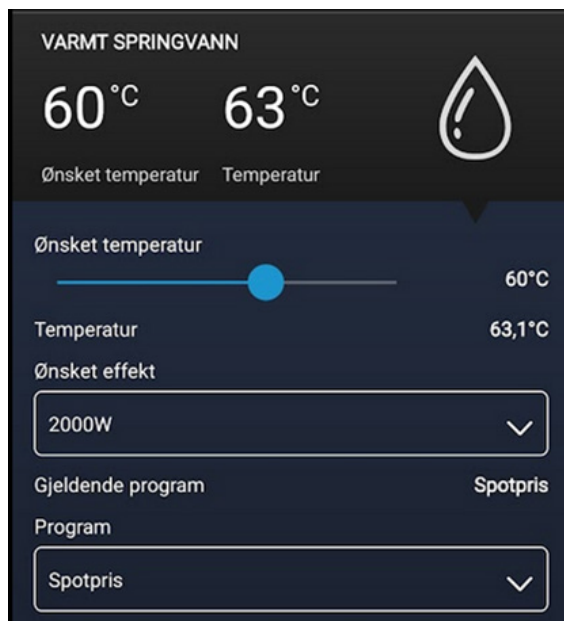 VARMT SPRINGVANN
60°C 63°C
Ønsket temperatur Temperatur
Ønsket temperatur
60°C
Temperatur 63,1°C
Ønsket effekt
2000W
Gjeldende program Spotpris
Program
Spotpris